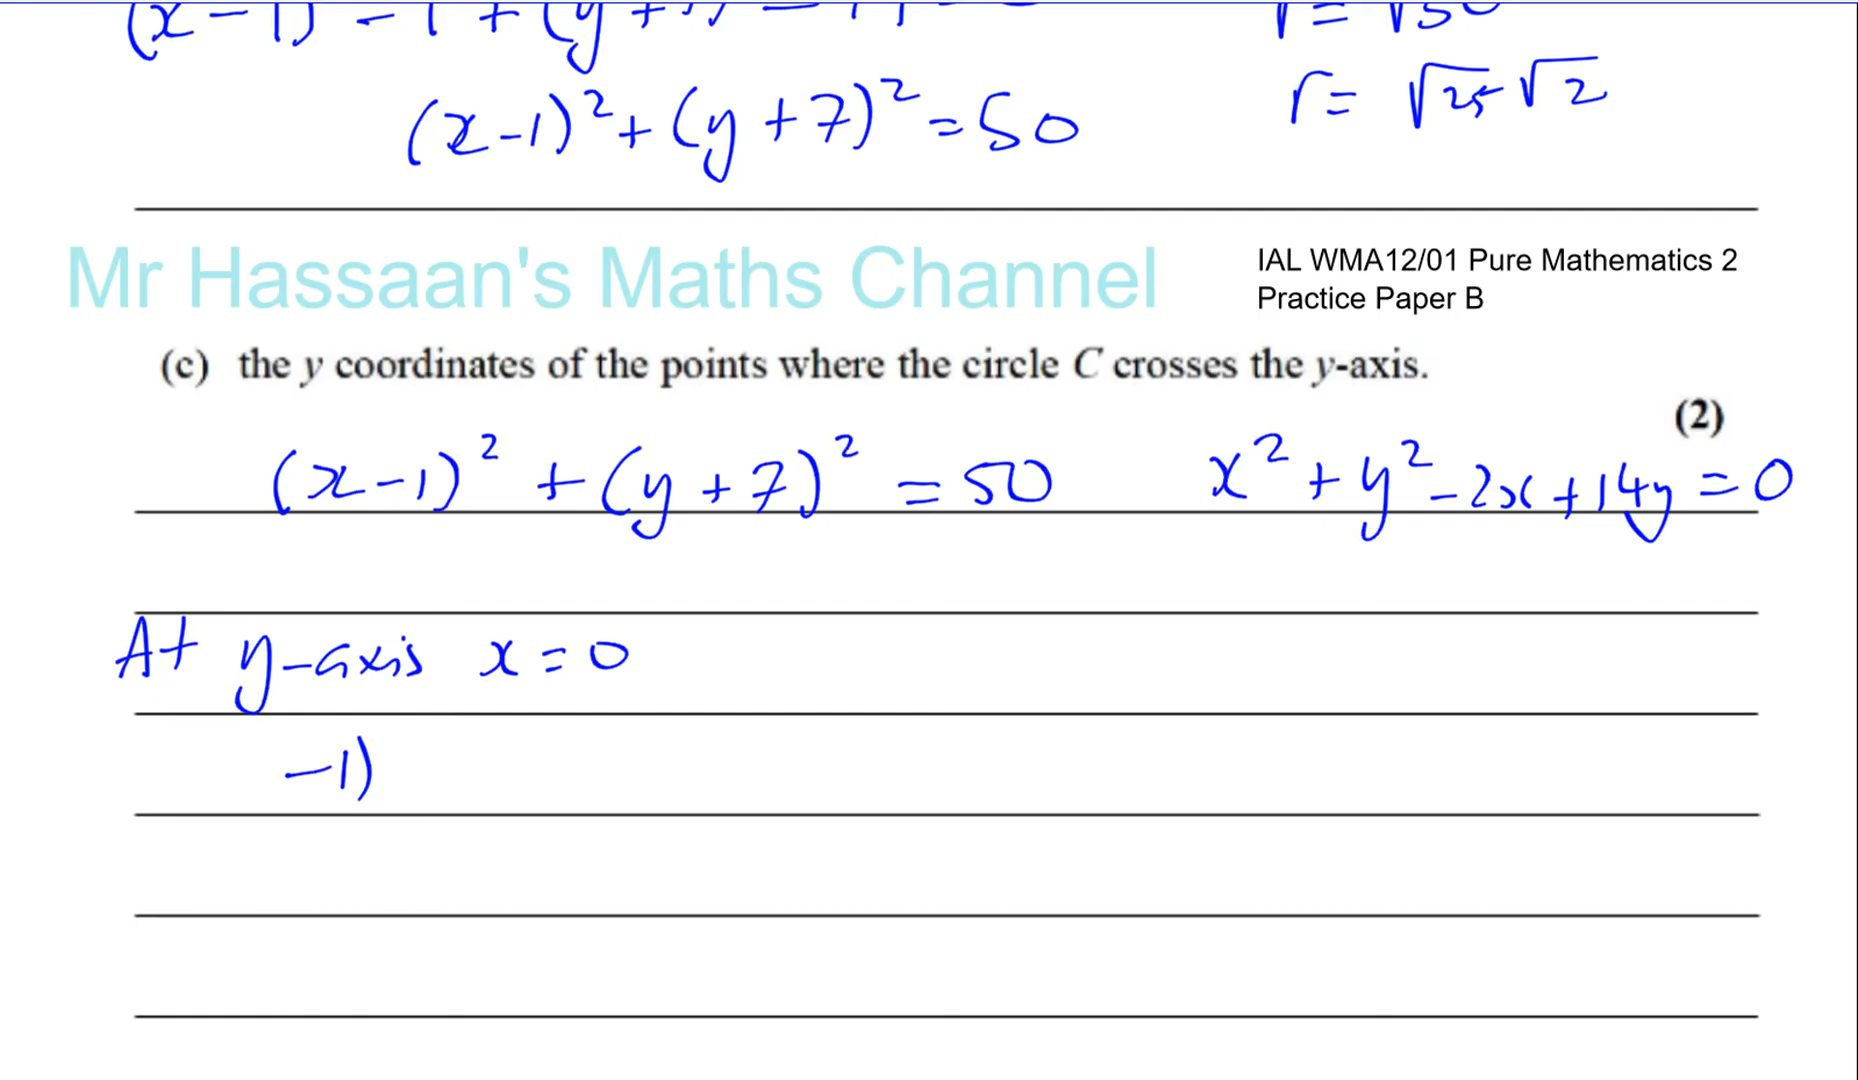 (x-1)²+(y+7)²=50
r= √25 √2
Mr Hassaan's Maths Channel
IAL WMA12/01 Pure Mathematics 2
Practice Paper B
(c) the y coordinates of the points where the circle C crosses the y-axis.
(2)
(x-1)² + (y+7)² = 50
x²+y²-2x+14y=0
At y-axis x=0
-1)